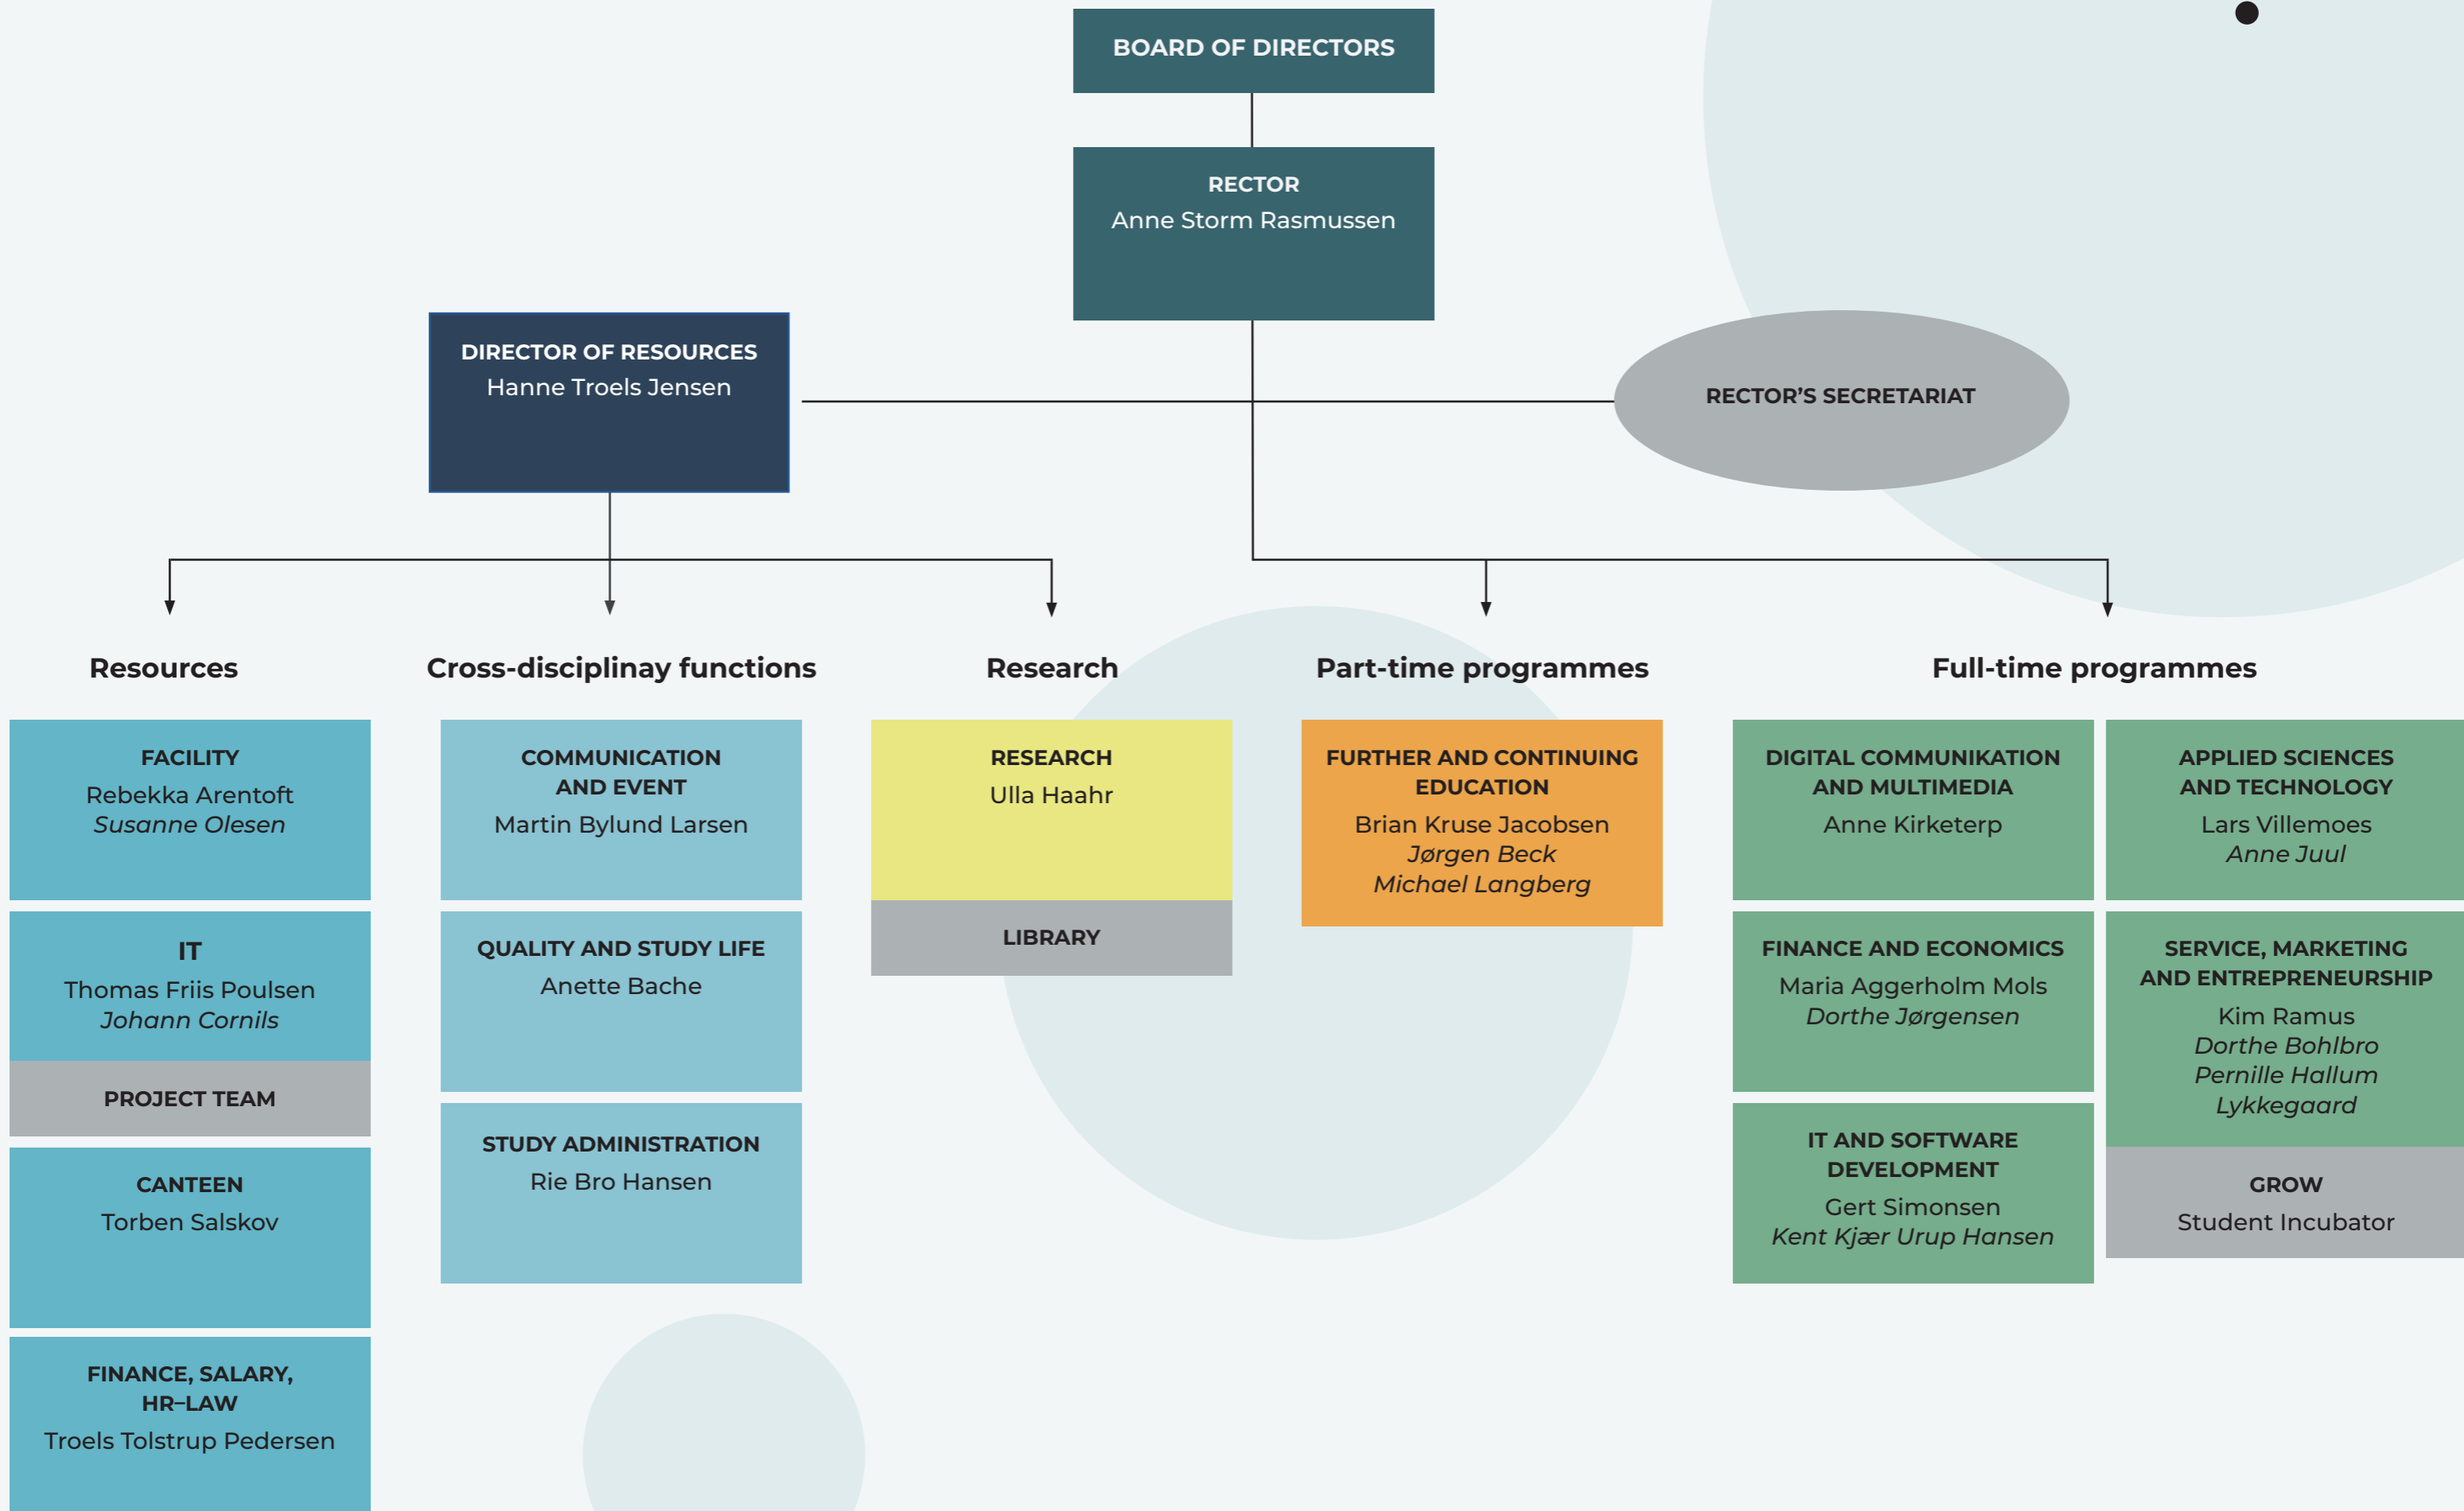 BOARD OF DIRECTORS
RECTOR
Anne Storm Rasmussen
DIRECTOR OF RESOURCES
Hanne Troels Jensen
RECTOR’S SECRETARIAT
Resources
FACILITY
Rebekka Arentoft
Susanne Olesen
IT
Thomas Friis Poulsen
Johann Cornils
PROJECT TEAM
CANTEEN
Torben Salskov
FINANCE, SALARY,
HR–LAW
Troels Tolstrup Pedersen
Cross-disciplinay functions
COMMUNICATION
AND EVENT
Martin Bylund Larsen
QUALITY AND STUDY LIFE
Anette Bache
STUDY ADMINISTRATION
Rie Bro Hansen
Research
RESEARCH
Ulla Haahr
LIBRARY
Part-time programmes
FURTHER AND CONTINUING
EDUCATION
Brian Kruse Jacobsen
Jørgen Beck
Michael Langberg
Full-time programmes
DIGITAL COMMUNIKATION
AND MULTIMEDIA
Anne Kirketerp
FINANCE AND ECONOMICS
Maria Aggerholm Mols
Dorthe Jørgensen
IT AND SOFTWARE
DEVELOPMENT
Gert Simonsen
Kent Kjær Urup Hansen
APPLIED SCIENCES
AND TECHNOLOGY
Lars Villemoes
Anne Juul
SERVICE, MARKETING
AND ENTREPRENEURSHIP
Kim Ramus
Dorthe Bohlbro
Pernille Hallum
Lykkegaard
GROW
Student Incubator